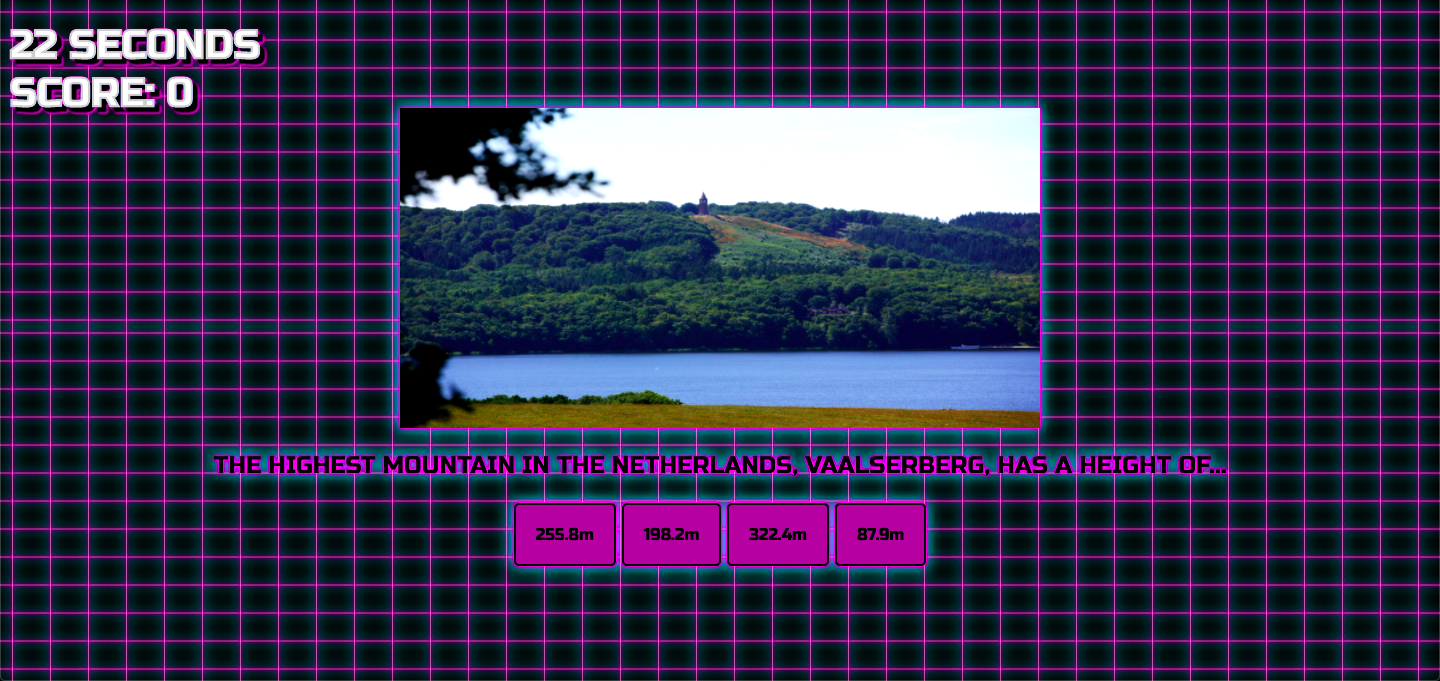 22 SECONDS
SCORE: 0
THE HIGHEST MOUNTAIN IN THE NETHERLANDS, VAALSERBERG, HAS A HEIGHT OF...
255.8m 198.2m 322.4m 87.9m